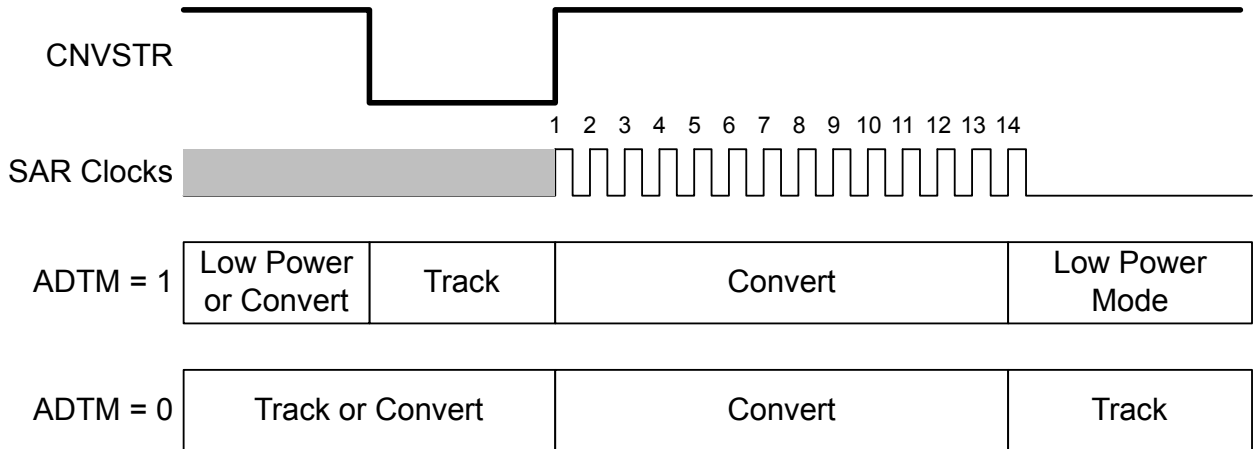 CNVSTR
1 2 3 4 5 6 7 8 9 10 11 12 13 14
SAR Clocks
ADTM = 1
Low Power
or Convert
Track
Convert
Low Power
Mode
ADTM = 0
Track or Convert
Convert
Track